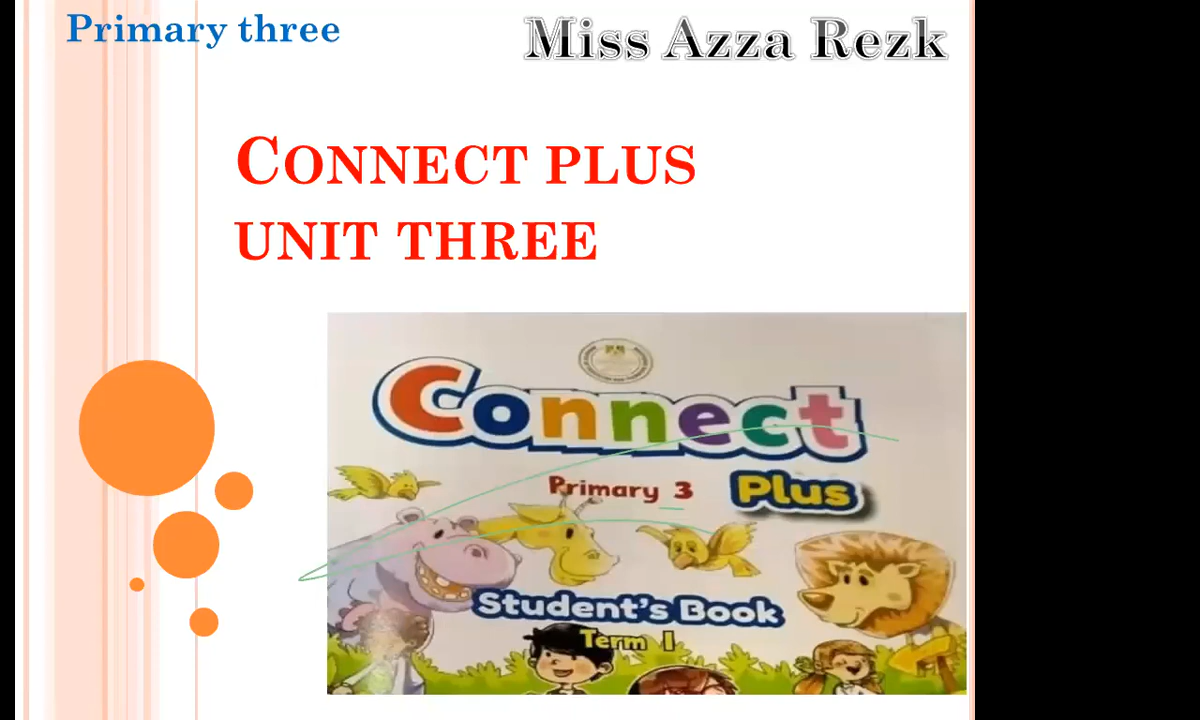 Primary three
Miss Azza Rezk
CONNECT PLUS
UNIT THREE
Connect
Primary 3 Plus
Student's Book
Term 1